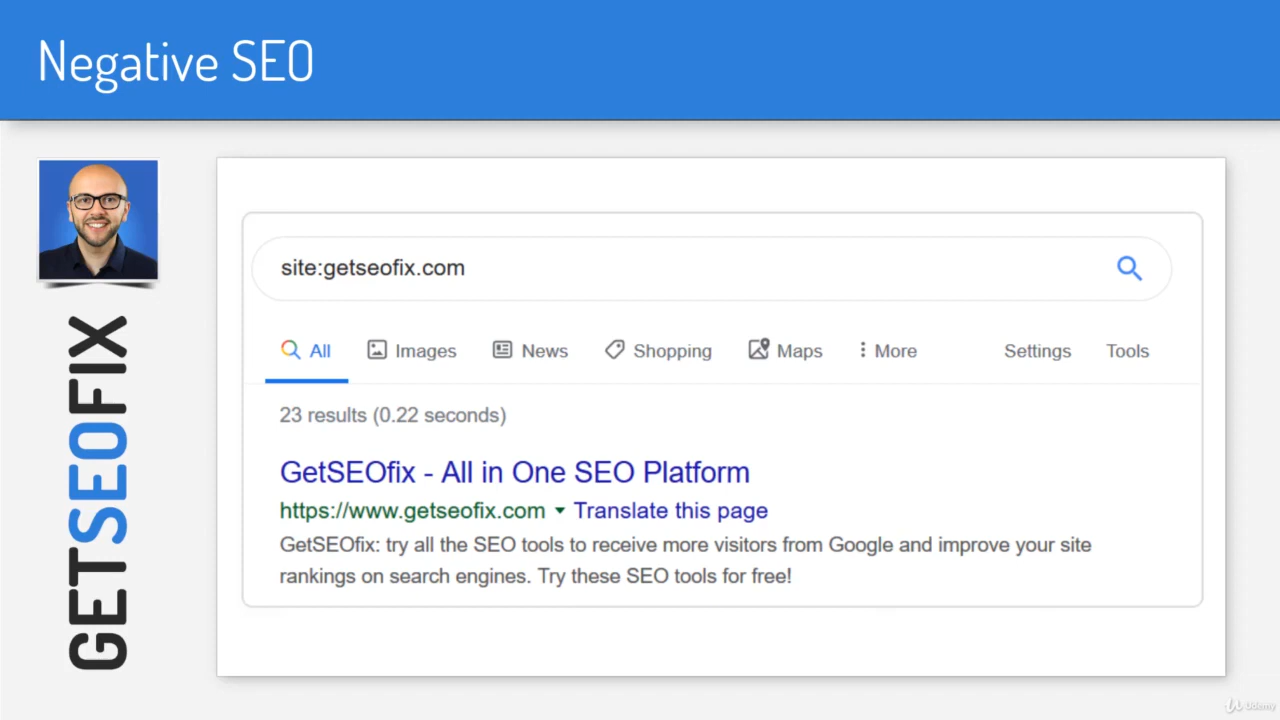 Negative SEO
GETSEOFIX
site:getseofix.com
All Images News Shopping Maps More Settings Tools
23 results (0.22 seconds)
GetSEOfix - All in One SEO Platform
https://www.getseofix.com Translate this page
GetSEOfix: try all the SEO tools to receive more visitors from Google and improve your site
rankings on search engines. Try these SEO tools for free!
Udemy